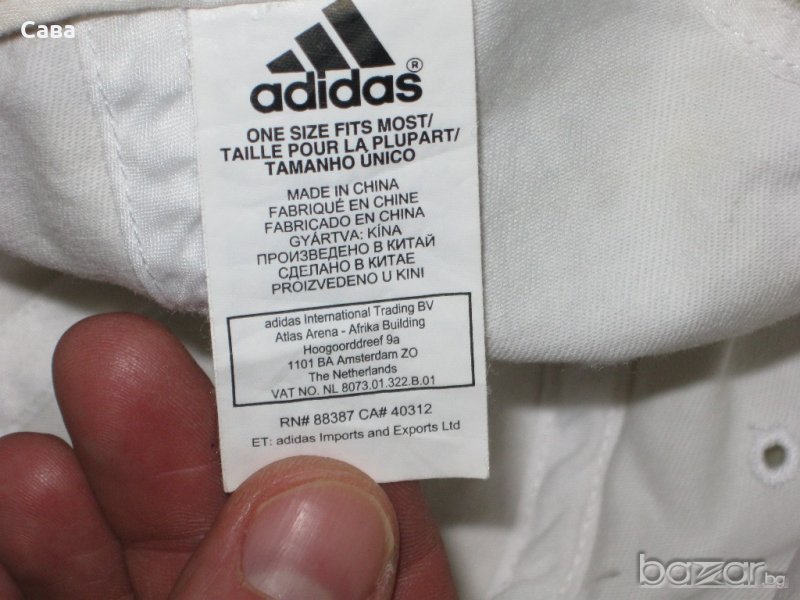 Сава
adidas®
ONE SIZE FITS MOST/
TAILLE POUR LA PLUPART/
TAMANHO ÚNICO
MADE IN CHINA
FABRIQUÉ EN CHINE
FABRICADO EN CHINA
GYÁRTVA: KÍNA
ПРОИЗВЕДЕНО В КИТАЙ
СДЕЛАНО В КИТАЕ
PROIZVEDENO U KINI
adidas International Trading BV
Atlas Arena - Afrika Building
Hoogoorddreef 9a
1101 BA Amsterdam ZO
The Netherlands
VAT NO. NL 8073.01.322.B.01
RN# 88387 CA# 40312
ET: adidas Imports and Exports Ltd
bazar.bg